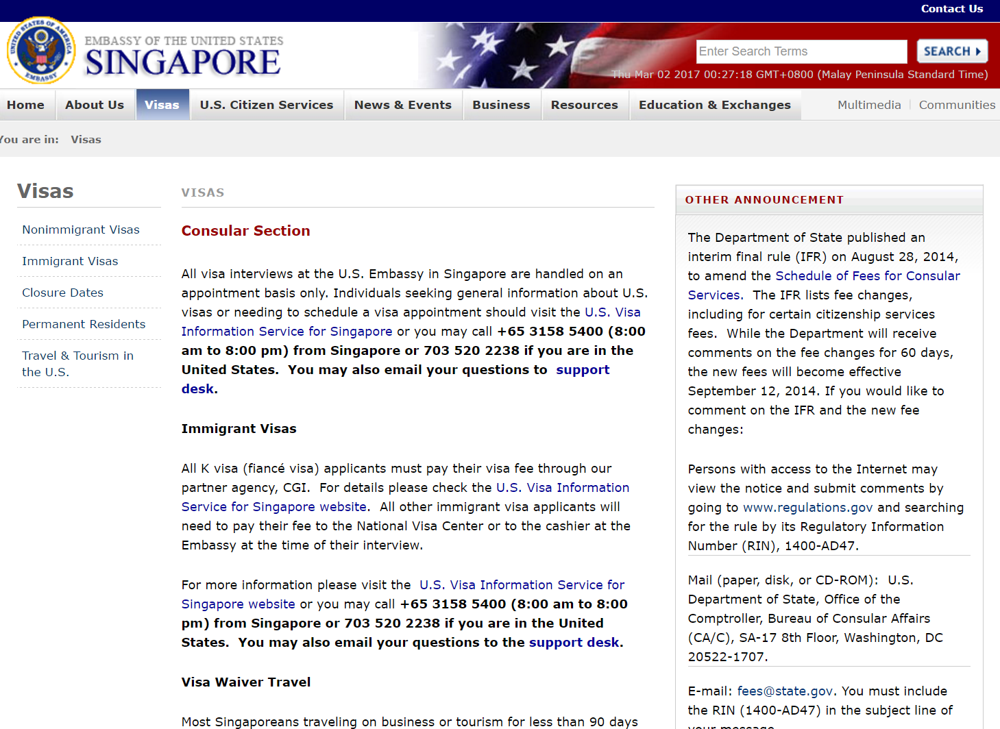 Contact Us
UNITED STATES OF AMERICA
EMBASSY
EMBASSY OF THE UNITED STATES
SINGAPORE
Enter Search Terms
SEARCH
Thu Mar 02 2017 00:27:18 GMT+0800 (Malay Peninsula Standard Time)
Home
About Us
Visas
U.S. Citizen Services
News & Events
Business
Resources
Education & Exchanges
Multimedia
Communities
You are in: Visas
Visas
Nonimmigrant Visas
Immigrant Visas
Closure Dates
Permanent Residents
Travel & Tourism in
the U.S.
VISAS
Consular Section
All visa interviews at the U.S. Embassy in Singapore are handled on an
appointment basis only. Individuals seeking general information about U.S.
visas or needing to schedule a visa appointment should visit the U.S. Visa
Information Service for Singapore or you may call +65 3158 5400 (8:00
am to 8:00 pm) from Singapore or 703 520 2238 if you are in the
United States.  You may also email your questions to  support
desk.
Immigrant Visas
All K visa (fiancé visa) applicants must pay their visa fee through our
partner agency, CGI.  For details please check the U.S. Visa Information
Service for Singapore website.  All other immigrant visa applicants will
need to pay their fee to the National Visa Center or to the cashier at the
Embassy at the time of their interview.
For more information please visit the  U.S. Visa Information Service for
Singapore website or you may call +65 3158 5400 (8:00 am to 8:00
pm) from Singapore or 703 520 2238 if you are in the United
States.  You may also email your questions to the support desk.
Visa Waiver Travel
Most Singaporeans traveling on business or tourism for less than 90 days
OTHER ANNOUNCEMENT
The Department of State published an
interim final rule (IFR) on August 28, 2014,
to amend the Schedule of Fees for Consular
Services.  The IFR lists fee changes,
including for certain citizenship services
fees.  While the Department will receive
comments on the fee changes for 60 days,
the new fees will become effective
September 12, 2014. If you would like to
comment on the IFR and the new fee
changes:
Persons with access to the Internet may
view the notice and submit comments by
going to www.regulations.gov and searching
for the rule by its Regulatory Information
Number (RIN), 1400-AD47.
Mail (paper, disk, or CD-ROM):  U.S.
Department of State, Office of the
Comptroller, Bureau of Consular Affairs
(CA/C), SA-17 8th Floor, Washington, DC
20522-1707.
E-mail: fees@state.gov. You must include
the RIN (1400-AD47) in the subject line of
your message